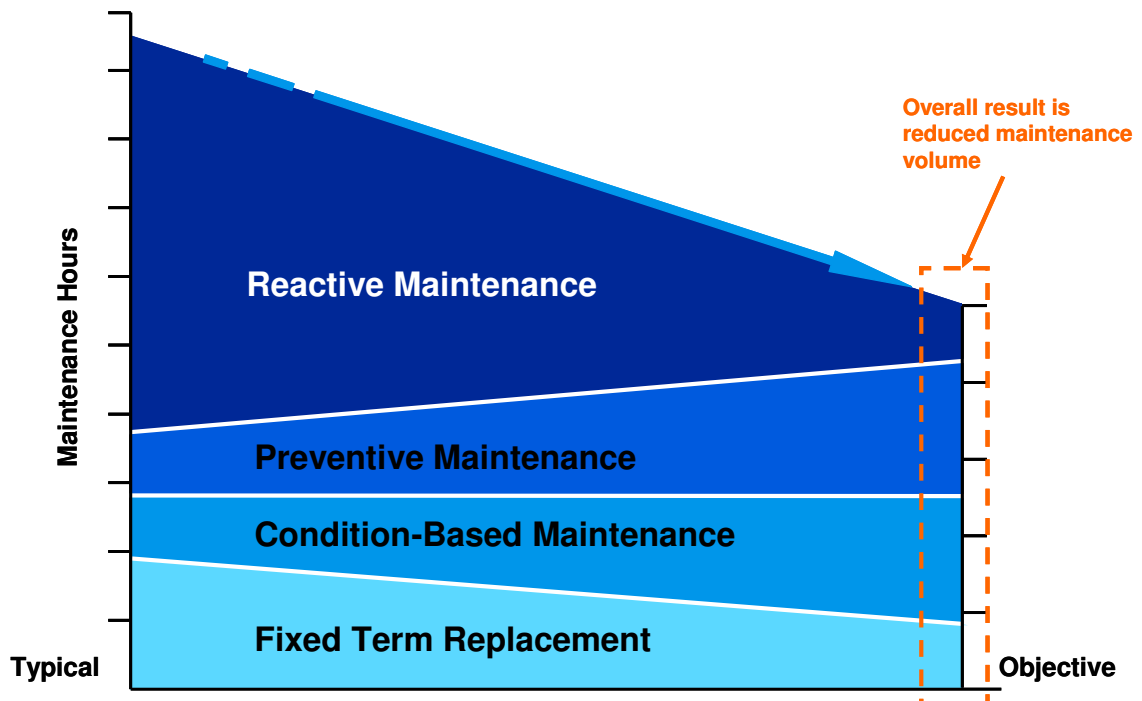 Overall result is
reduced maintenance
volume
Maintenance Hours
Reactive Maintenance
Preventive Maintenance
Condition-Based Maintenance
Fixed Term Replacement
Typical
Objective